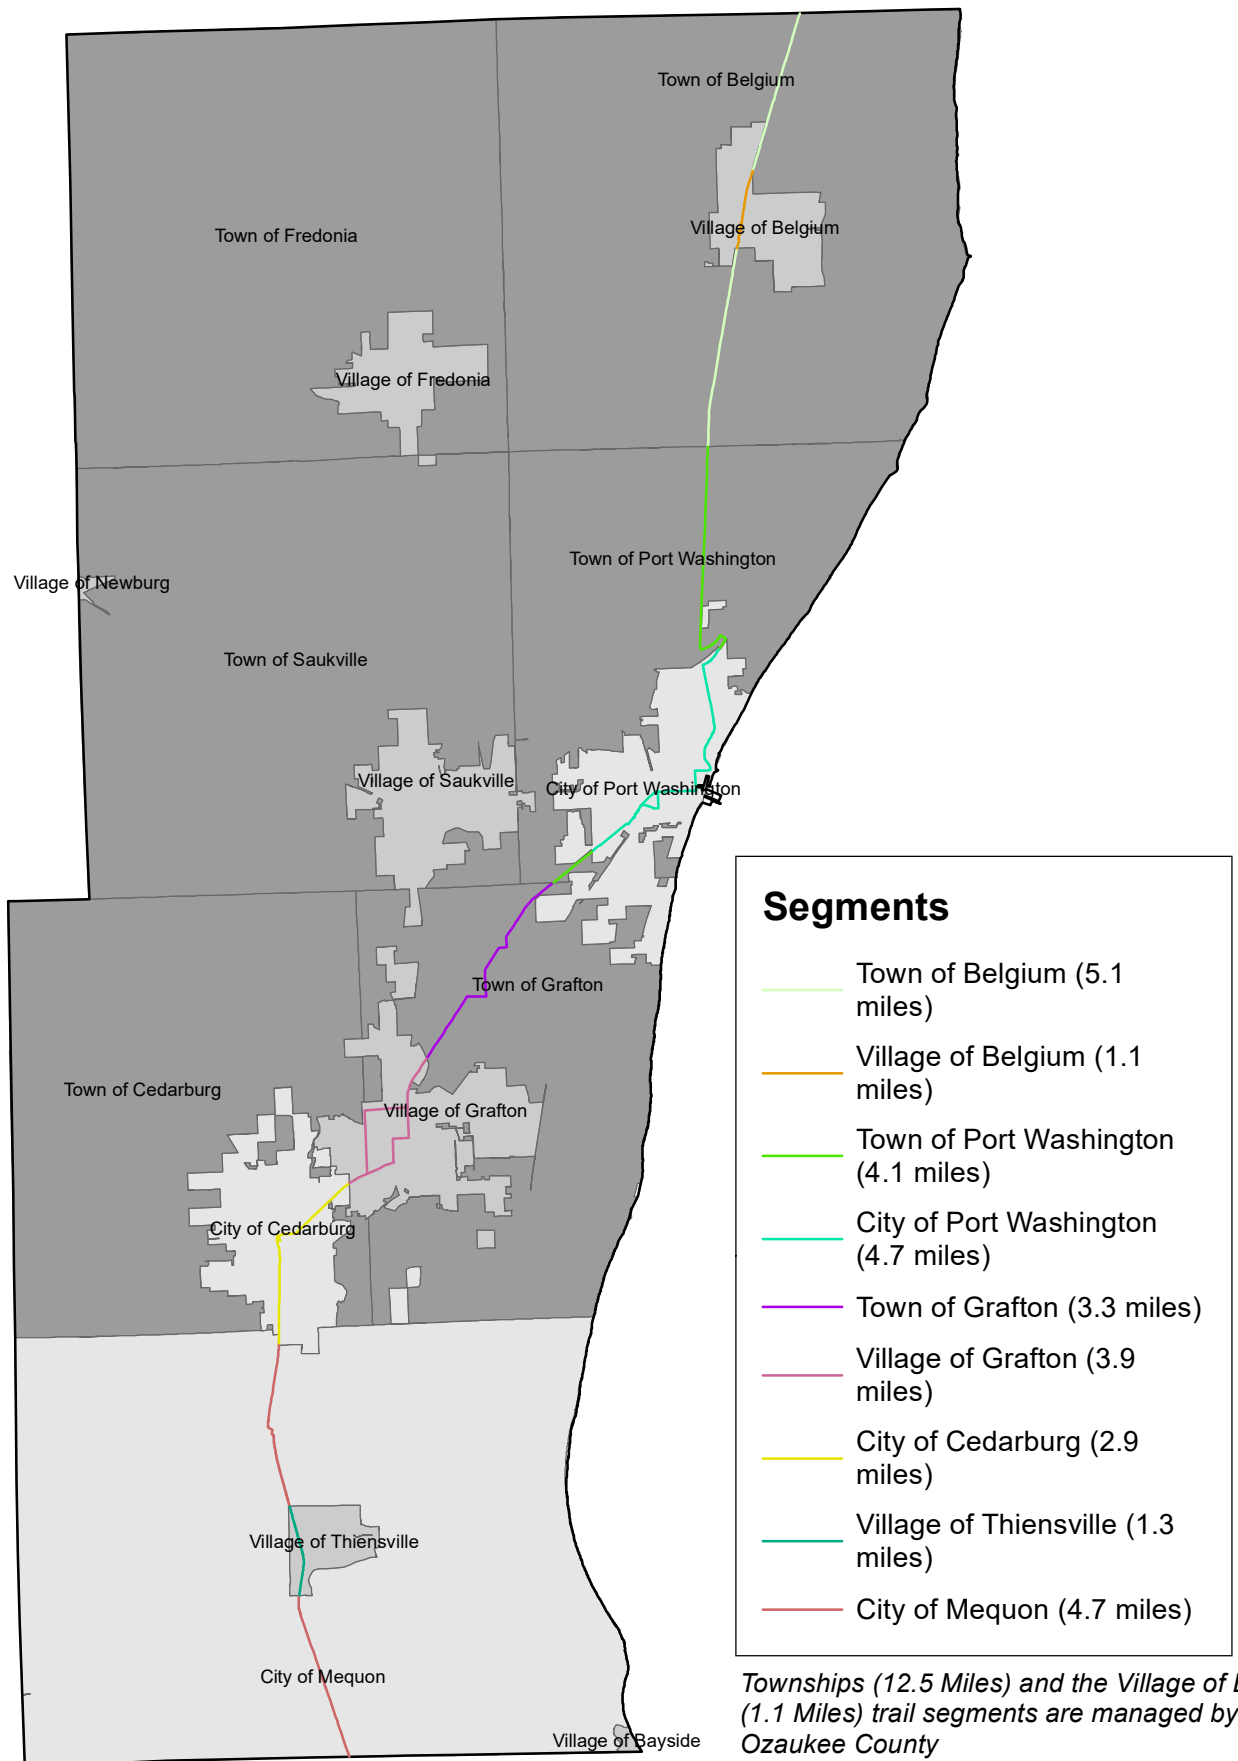 Town of Belgium
Village of Belgium
Town of Fredonia
Village of Fredonia
Town of Port Washington
Village of Newburg
Town of Saukville
Village of Saukville
City of Port Washington
Town of Grafton
Town of Cedarburg
Village of Grafton
City of Cedarburg
Village of Thiensville
City of Mequon
Village of Bayside
Segments
Town of Belgium (5.1
miles)
Village of Belgium (1.1
miles)
Town of Port Washington
(4.1 miles)
City of Port Washington
(4.7 miles)
Town of Grafton (3.3 miles)
Village of Grafton (3.9
miles)
City of Cedarburg (2.9
miles)
Village of Thiensville (1.3
miles)
City of Mequon (4.7 miles)
Townships (12.5 Miles) and the Village of
(1.1 Miles) trail segments are managed by
Ozaukee County